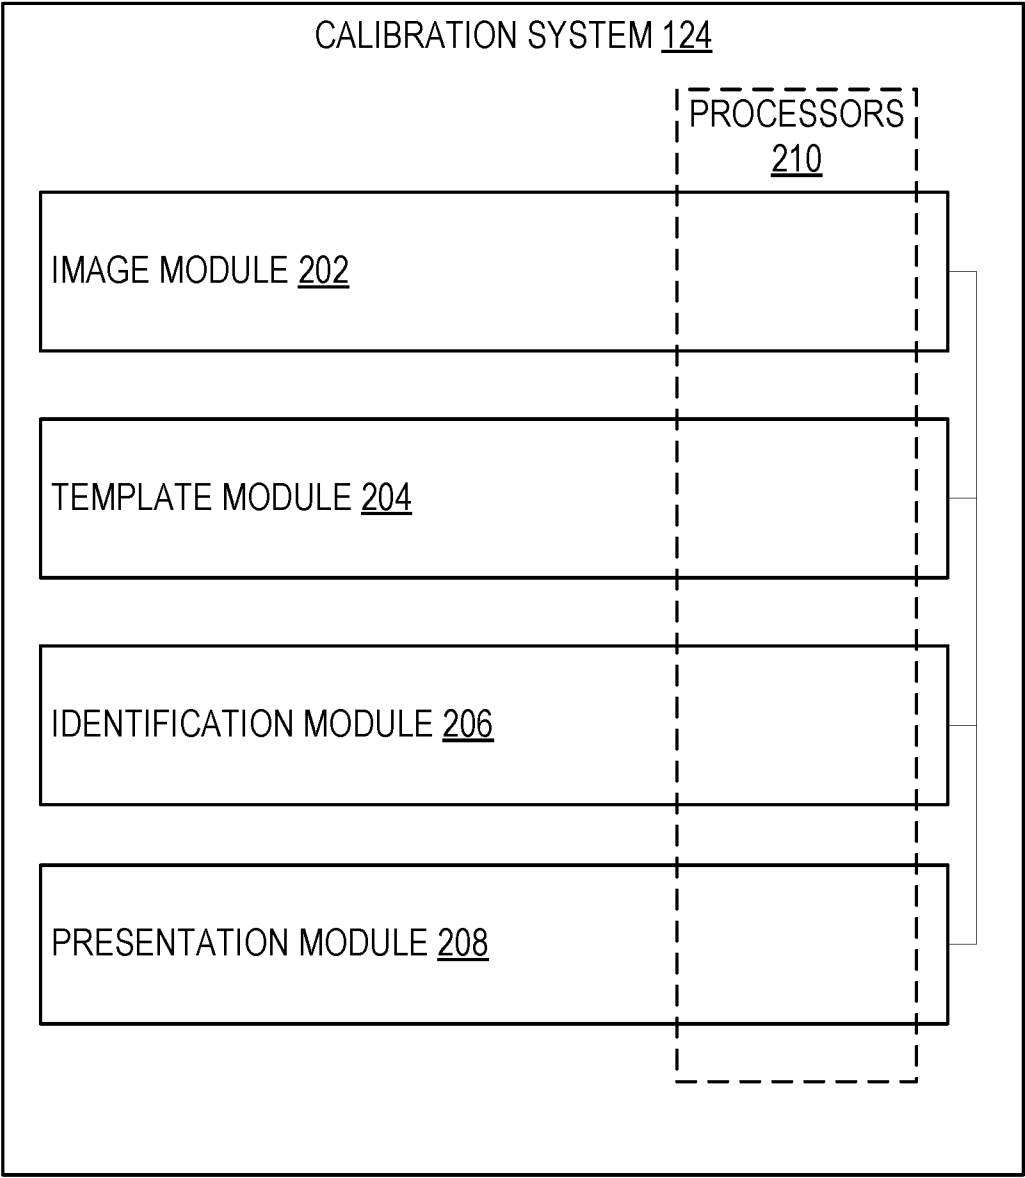 CALIBRATION SYSTEM 124
PROCESSORS
210
IMAGE MODULE 202
TEMPLATE MODULE 204
IDENTIFICATION MODULE 206
PRESENTATION MODULE 208